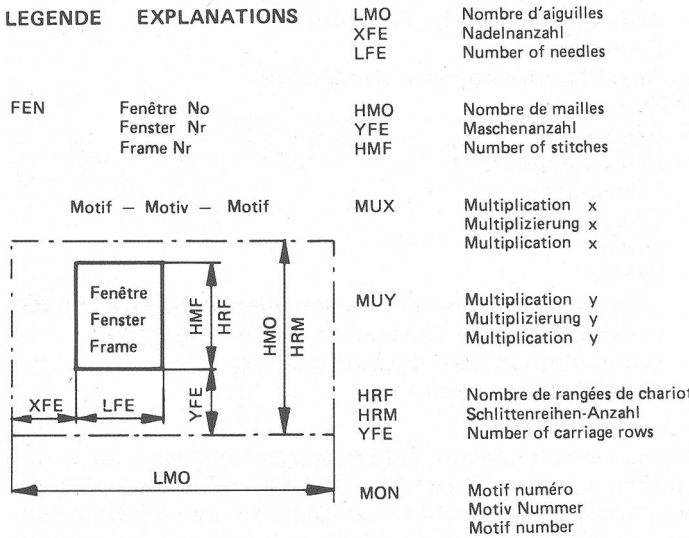 LEGENDE EXPLANATIONS
FEN Fenêtre No
Fenster Nr
Frame Nr
Motif – Motiv – Motif
Fenêtre
Fenster
Frame
HMF
HRF
HMO
HRM
XFE
LFE
YFE
LMO
LMO Nombre d'aiguilles
XFE Nadelnanzahl
LFE Number of needles
HMO Nombre de mailles
YFE Maschenanzahl
HMF Number of stitches
MUX Multiplication x
Multiplizierung x
Multiplication x
MUY Multiplication y
Multiplizierung y
Multiplication y
HRF Nombre de rangées de chariot
HRM Schlittenreihen-Anzahl
YFE Number of carriage rows
MON Motif numéro
Motiv Nummer
Motif number